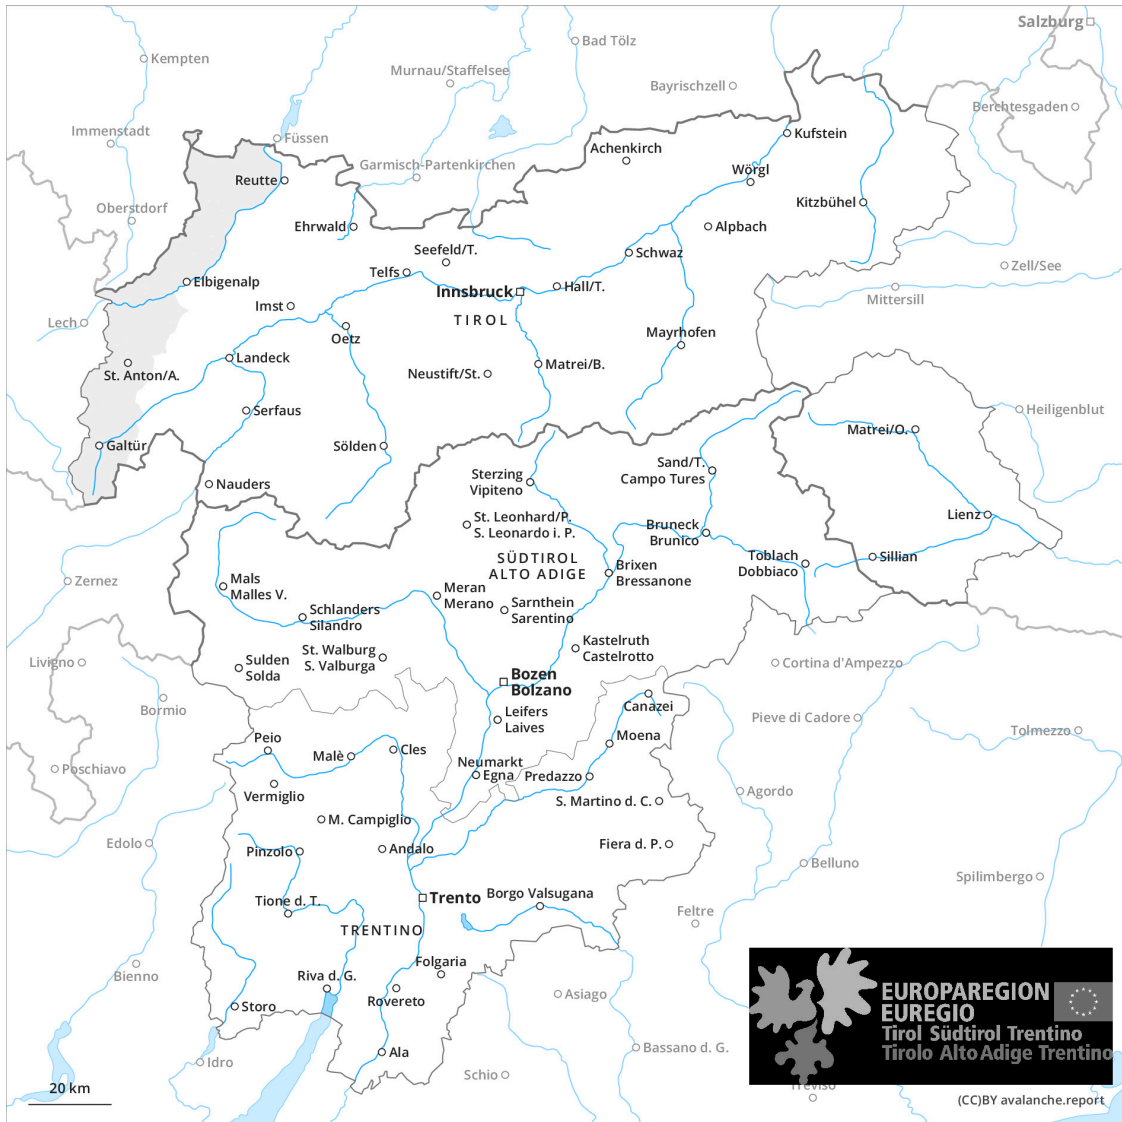 Salzburg
Bad Tölz
Kempten
Murnau/Staffelsee
Bayrischzell
Berchtesgaden
Immenstadt
Füssen
Kufstein
Achenkirch
Garmisch-Partenkirchen
Wörgl
Reutte
Kitzbühel
Oberstdorf
Ehrwald
Alpbach
Seefeld/T.
Schwaz
Telfs
Zell/See
Elbigenalp
Innsbruck
Hall/T.
Mittersill
Imst
TIROL
Lech
Oetz
Mayrhofen
Landeck
Matrei/B.
St. Anton/A.
Neustift/St.
Serfaus
Heiligenblut
Matrei/O.
Galtür
Sölden
Sand/T.
Campo Tures
Sterzing
Vipiteno
Nauders
St. Leonhard/P.
S. Leonardo i. P.
Lienz
Bruneck
Brunico
SÜDTIROL
ALTO ADIGE
Toblach
Dobbiaco
Sillian
Brixen
Bressanone
Zernez
Mals
Malles V.
Meran
Merano
Sarnthein
Sarentino
Schlanders
Silandro
Kastelruth
Castelrotto
St. Walburg
S. Valburga
Livigno
Sulden
Solda
Cortina d'Ampezzo
Bozen
Bolzano
Bormio
Canazei
Leifers
Laives
Pieve di Cadore
Tolmezzo
Peio
Moena
Malè
Cles
Neumarkt
Egna
Poschiavo
Predazzo
Vermiglio
S. Martino d. C.
Agordo
M. Campiglio
Edolo
Pinzolo
Andalo
Fiera d. P.
Belluno
Spilimbergo
Trento
Borgo Valsugana
Tione d. T.
Feltre
TRENTINO
Folgaria
Bienno
Riva d. G.
Rovereto
Asiago
Storo
EUROPAREGION
EUREGIO
Tirol Südtirol Trentino
Tirolo Alto Adige Trentino
Ala
Bassano d. G.
Idro
Schio
Treviso
20 km
(CC)BY avalanche.report